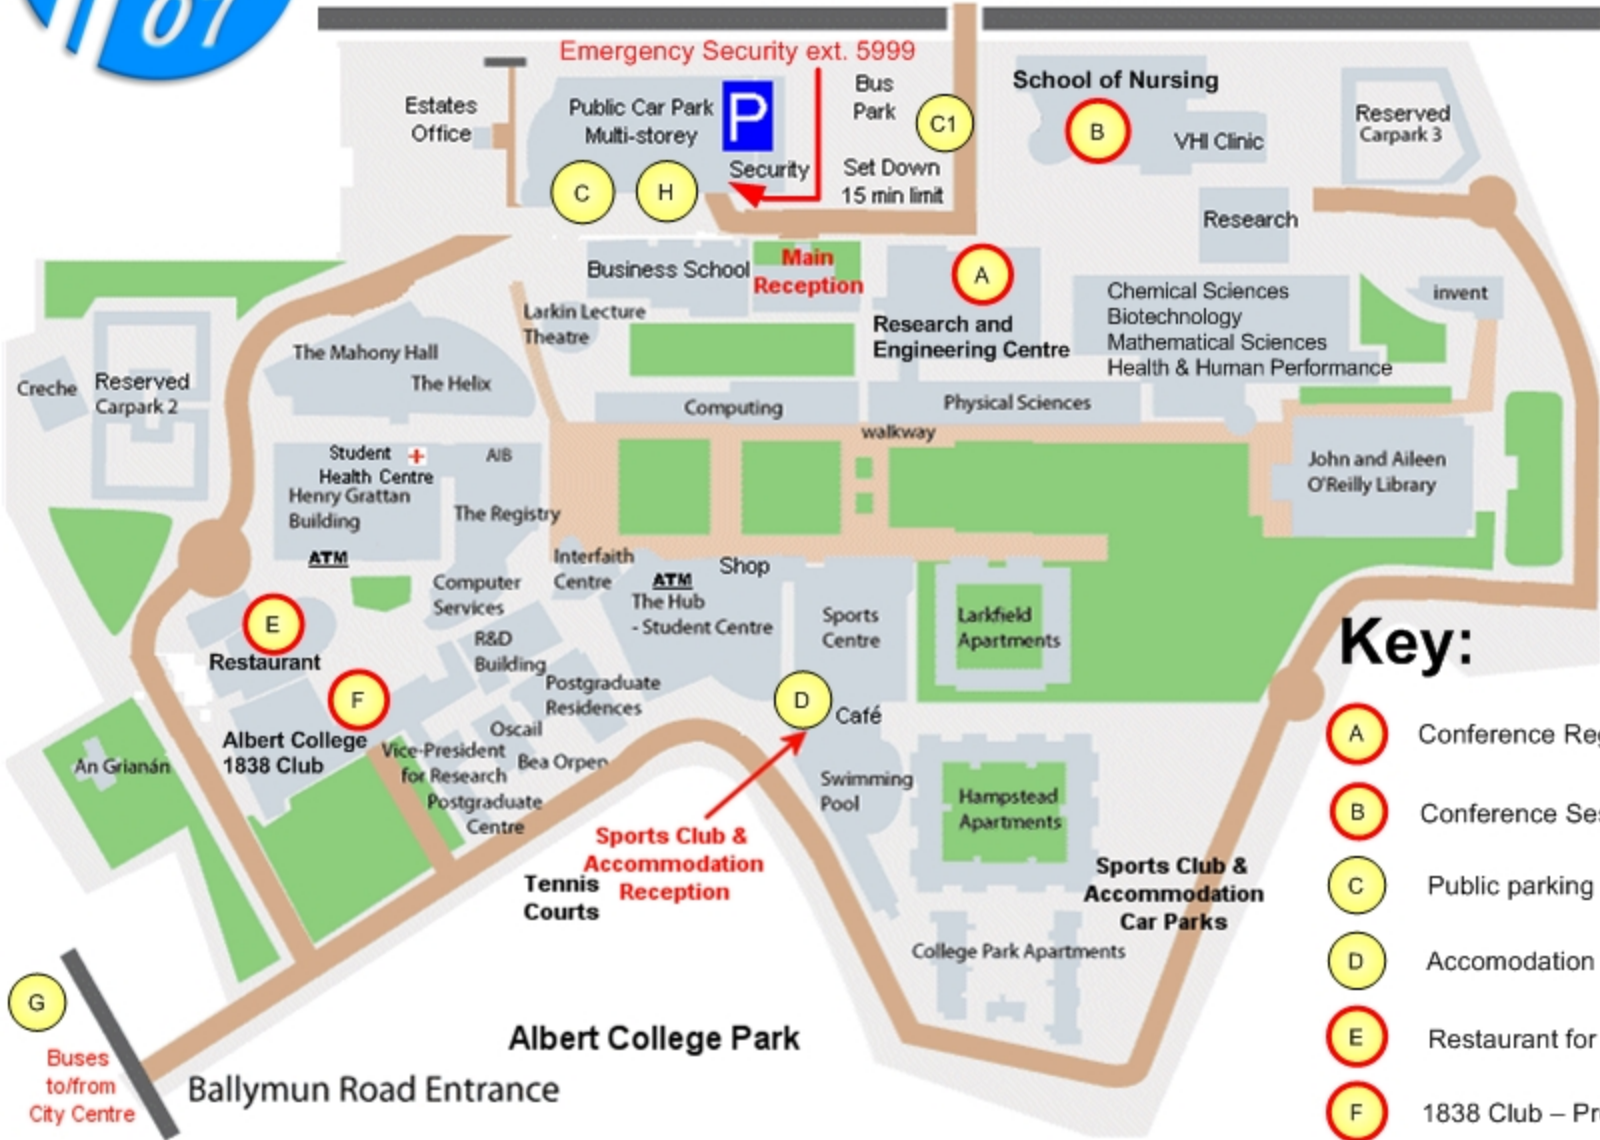 07
Emergency Security ext. 5999
Estates
Office
Public Car Park
Multi-storey
P
Security
C
H
Bus
Park
C1
Set Down
15 min limit
School of Nursing
B
VHI Clinic
Reserved
Carpark 3
Research
Business School
Main
Reception
A
Research and
Engineering Centre
Chemical Sciences
Biotechnology
Mathematical Sciences
Health & Human Performance
invent
Larkin Lecture
Theatre
The Mahony Hall
The Helix
Creche
Reserved
Carpark 2
Computing
Physical Sciences
walkway
John and Aileen
O'Reilly Library
Student
Health Centre
Henry Grattan
Building
ATM
AIB
The Registry
Interfaith
Centre
Computer
Services
ATM
Shop
The Hub
- Student Centre
Sports
Centre
Larkfield
Apartments
E
Restaurant
F
Albert College
1838 Club
R&D
Building
Postgraduate
Residences
Oscail
Bea Orpen
Vice-President
for Research
Postgraduate
Centre
An Grianán
D
Café
Swimming
Pool
Hampstead
Apartments
Sports Club &
Accommodation
Reception
Tennis
Courts
Sports Club &
Accommodation
Car Parks
College Park Apartments
G
Buses
to/from
City Centre
Albert College Park
Ballymun Road Entrance
Key:
A Conference Reg
B Conference Ses
C Public parking
D Accomodation
E Restaurant for
F 1838 Club – Pr